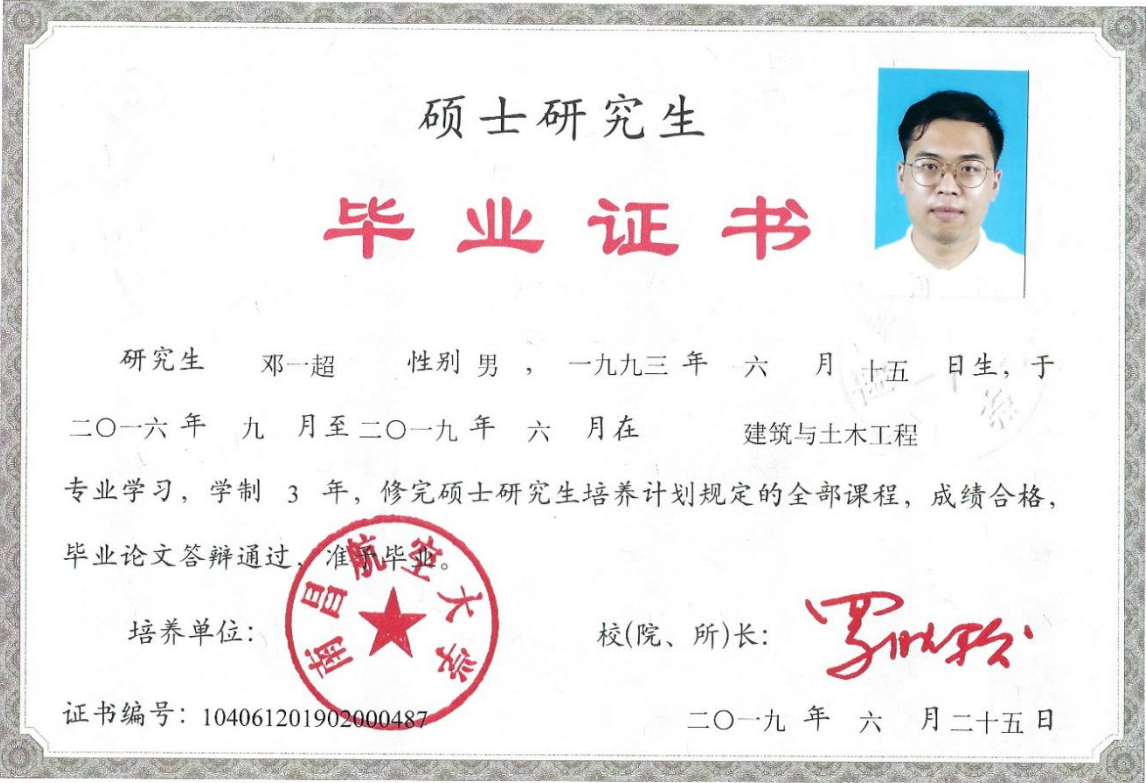 硕士研究生
毕业证书
研究生 邓一超 性别 男 ， 一九九三 年 六 月 十五 日生，于
二〇一六 年 九 月至 二〇一九 年 六 月在 建筑与土木工程
专业学习，学制 3 年，修完硕士研究生培养计划规定的全部课程，成绩合格，
毕业论文答辩通过，准予毕业。
南昌航空大学
培养单位： 校(院、所)长：
证书编号：104061201902000487 二〇一九 年 六 月 二十五 日